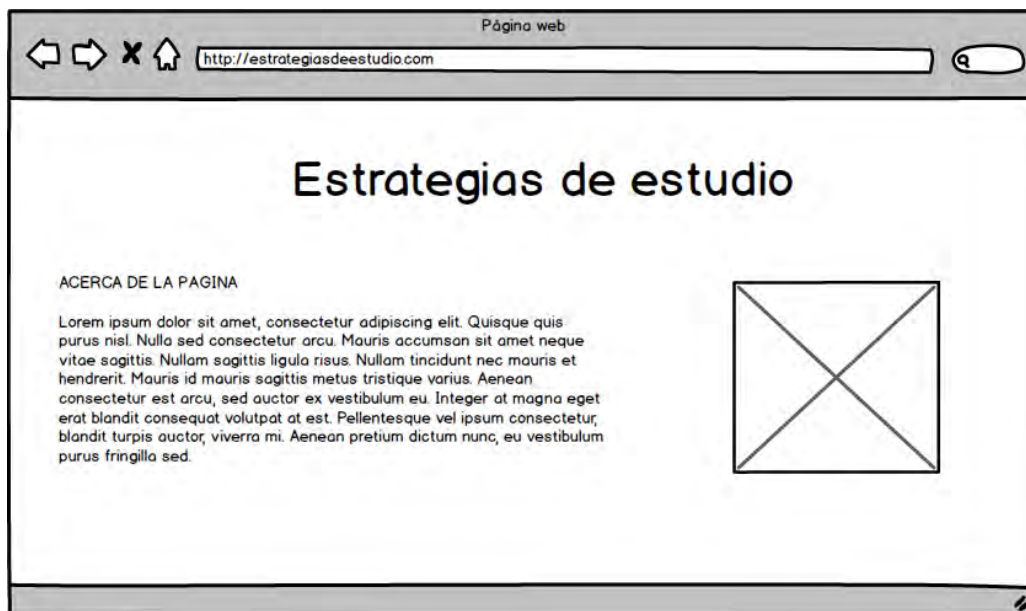 Página web
http://estrategiasdeestudio.com
Estrategias de estudio
ACERCA DE LA PAGINA
Lorem ipsum dolor sit amet, consectetur adipiscing elit. Quisque quis
purus nisl. Nulla sed consectetur arcu. Mauris accumsan sit amet neque
vitae sagittis. Nullam sagittis ligula risus. Nullam tincidunt nec mauris et
hendrerit. Mauris id mauris sagittis metus tristique varius. Aenean
consectetur est arcu, sed auctor ex vestibulum eu. Integer at magna eget
erat blandit consequat volutpat at est. Pellentesque vel ipsum consectetur,
blandit turpis auctor, viverra mi. Aenean pretium dictum nunc, eu vestibulum
purus fringilla sed.